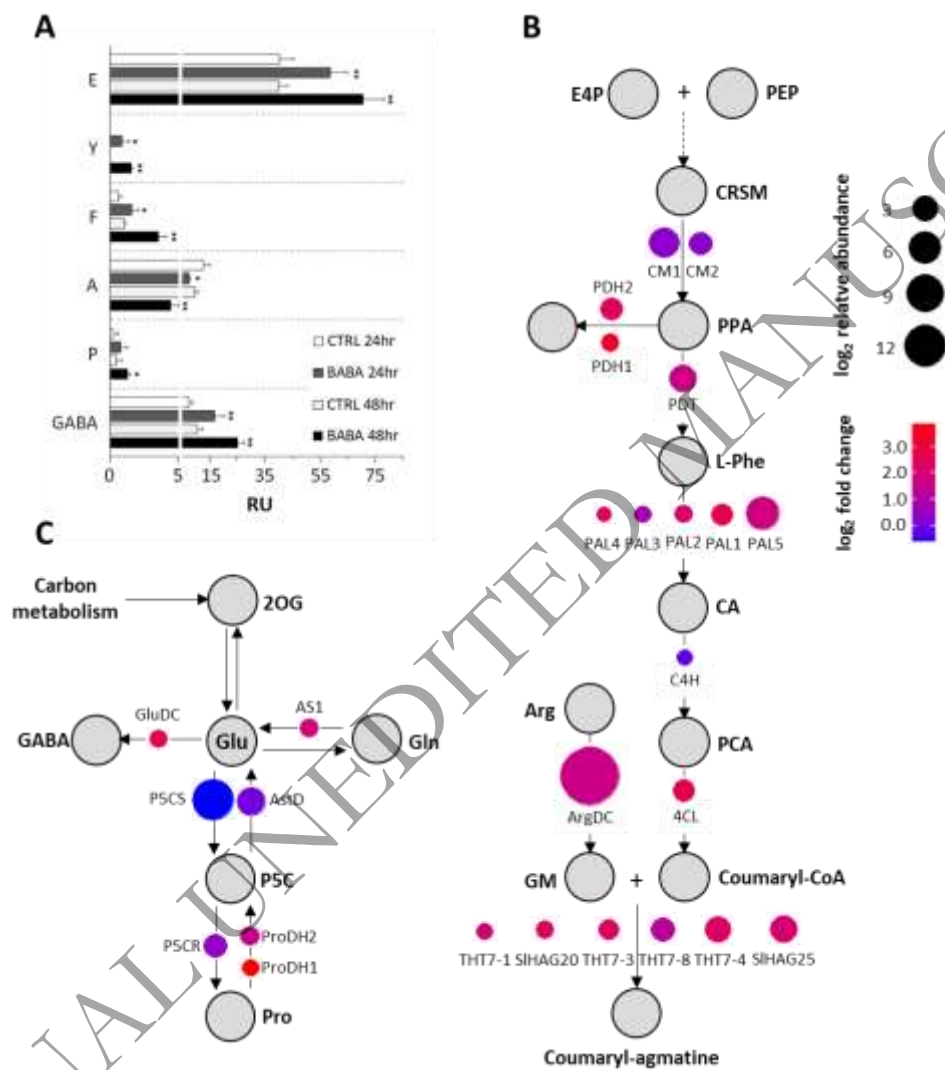 A
E
Y
F
A
P
GABA
CTRL 24hr
BABA 24hr
CTRL 48hr
BABA 48hr
0 5 15 35 55 75
RU
B
E4P + PEP
CRSM
CM1 CM2
PDH2
PPA
PDH1
PDT
L-Phe
PAL4 PAL3 PAL2 PAL1 PAL5
CA
C4H
Arg
PCA
ArgDC
4CL
GM + Coumaryl-CoA
THT7-1 SlHAG20 THT7-3 THT7-8 THT7-4 SlHAG25
Coumaryl-agmatine
log2 relatve abundance
3
6
9
12
log2 fold change
3.0
2.0
1.0
0.0
C
Carbon
metabolism
2OG
GluDC
AS1
GABA
Glu
Gln
P5CS
AstD
P5C
P5CR
ProDH2
ProDH1
Pro
UNEDITED MANUSC